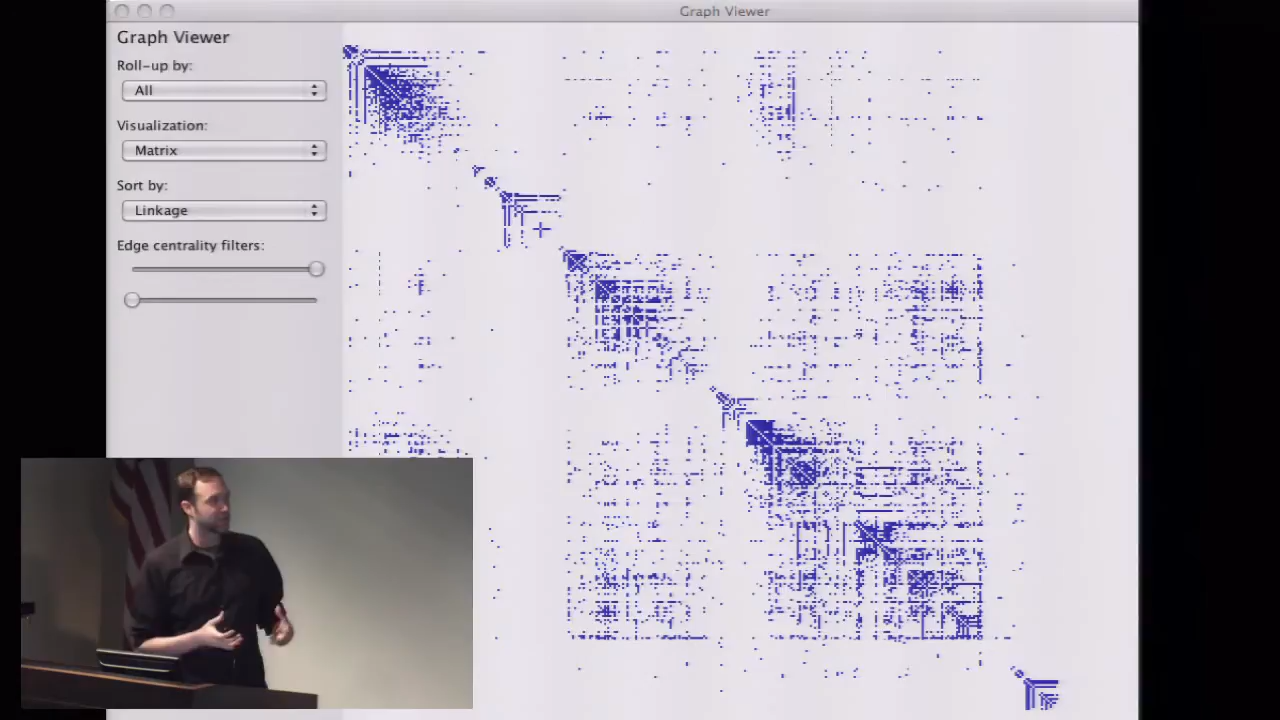 Graph Viewer
Graph Viewer
Roll-up by:
All
Visualization:
Matrix
Sort by:
Linkage
Edge centrality filters: